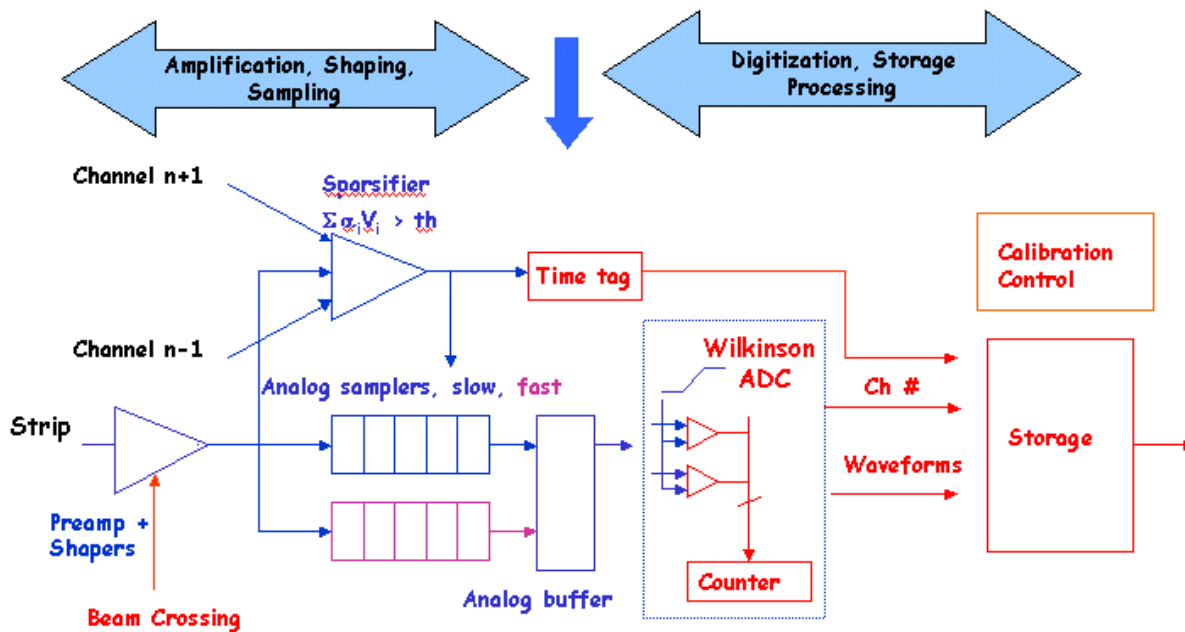 Amplification, Shaping,
Sampling
Digitization, Storage
Processing
Channel n+1
Sparsifier
Σ αᵢVᵢ > th
Time tag
Calibration
Control
Channel n-1
Wilkinson
ADC
Analog samplers, slow, fast
Ch #
Strip
Storage
Waveforms
Preamp +
Shapers
Counter
Analog buffer
Beam Crossing